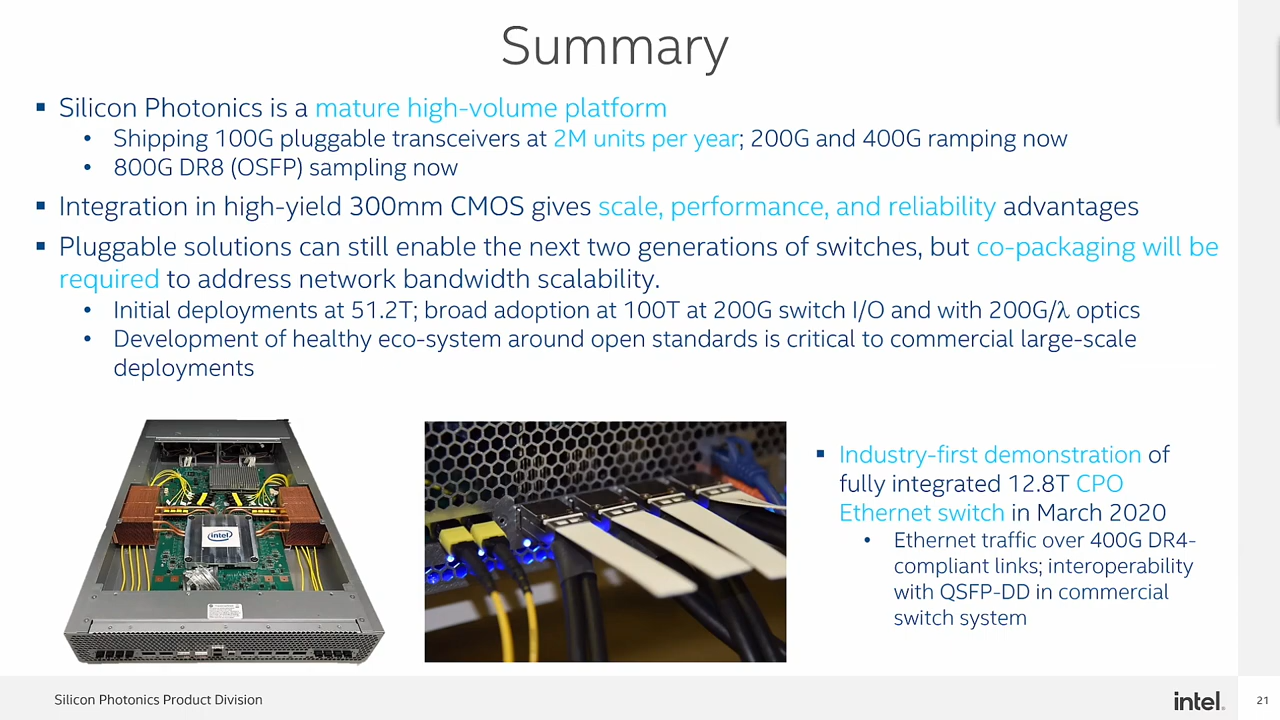 Summary
▪ Silicon Photonics is a mature high-volume platform
• Shipping 100G pluggable transceivers at 2M units per year; 200G and 400G ramping now
• 800G DR8 (OSFP) sampling now
▪ Integration in high-yield 300mm CMOS gives scale, performance, and reliability advantages
▪ Pluggable solutions can still enable the next two generations of switches, but co-packaging will be
required to address network bandwidth scalability.
• Initial deployments at 51.2T; broad adoption at 100T at 200G switch I/O and with 200G/λ optics
• Development of healthy eco-system around open standards is critical to commercial large-scale
deployments
intel
▪ Industry-first demonstration of
fully integrated 12.8T CPO
Ethernet switch in March 2020
• Ethernet traffic over 400G DR4-
compliant links; interoperability
with QSFP-DD in commercial
switch system
Silicon Photonics Product Division
intel.
21